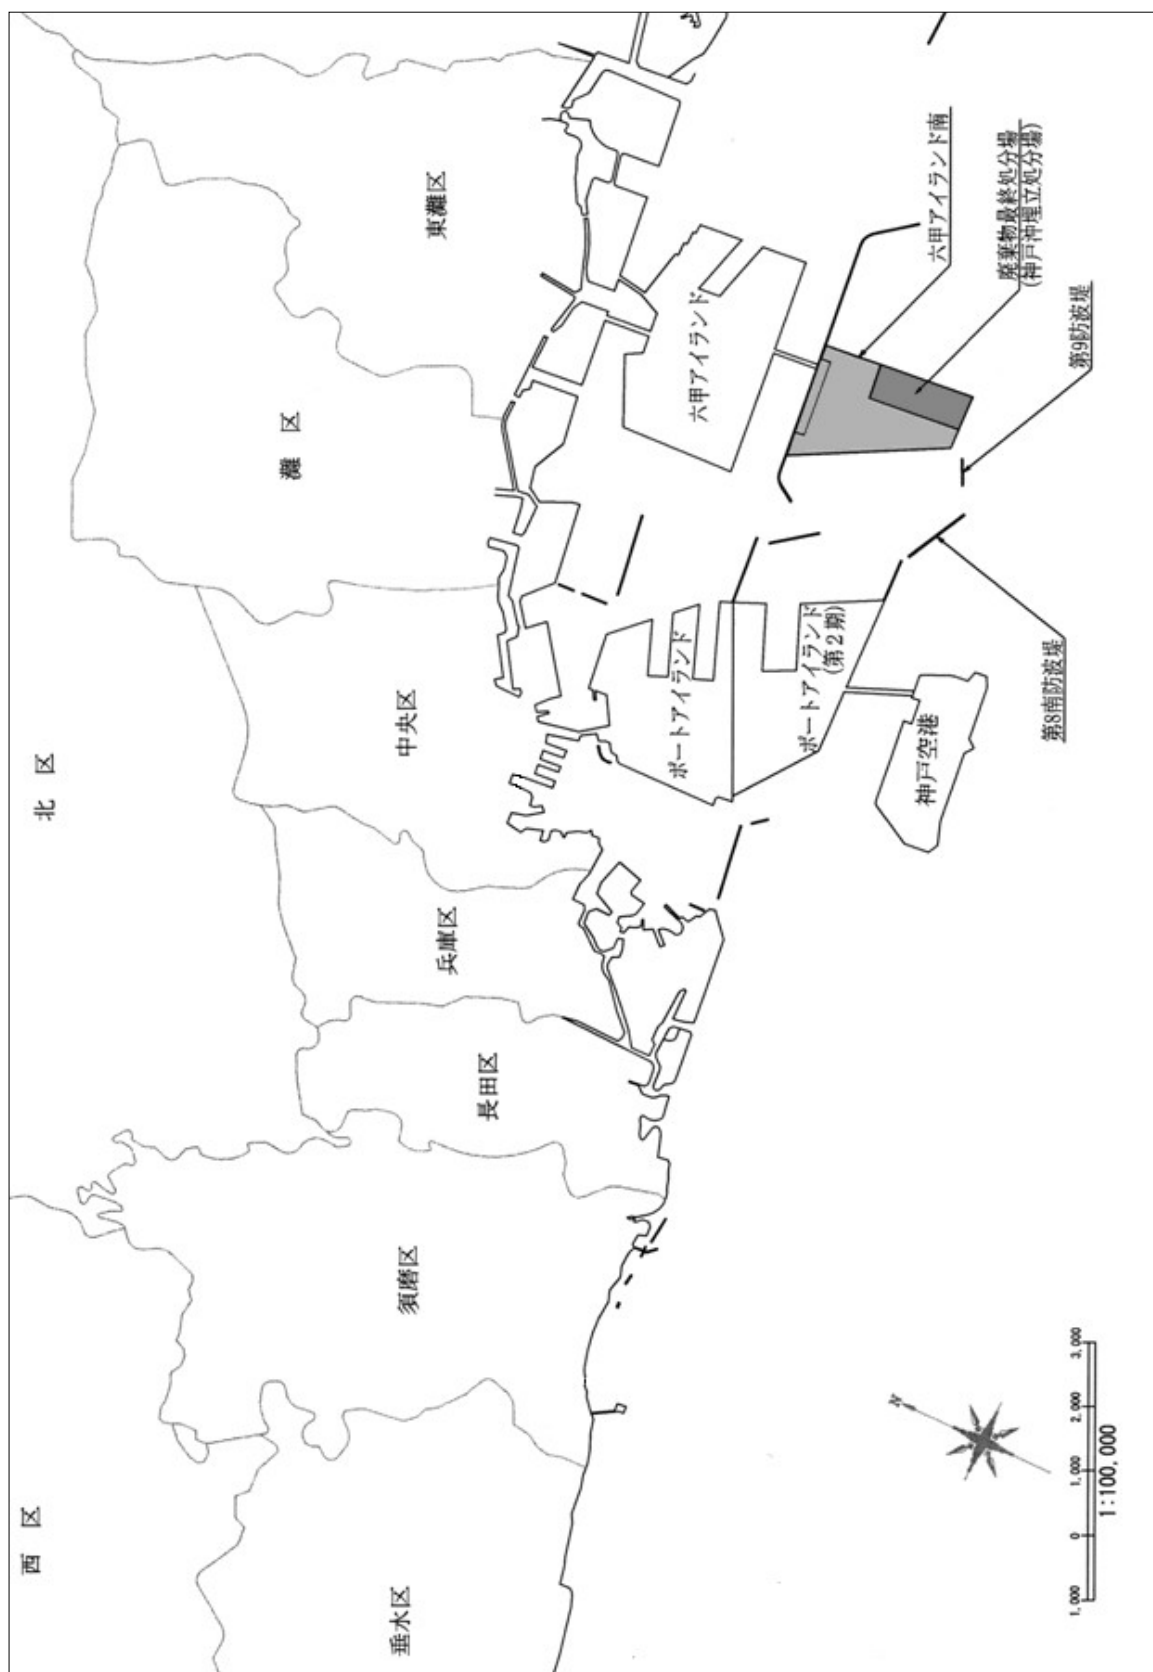 西 区
北 区
垂水区
須磨区
長田区
兵庫区
中央区
灘 区
東灘区
ポートアイランド
ポートアイランド
(第2期)
神戸空港
六甲アイランド
六甲アイランド南
廃棄物最終処分場
(神戸沖埋立処分場)
第9防波堤
第8南防波堤
N
1,000 0 1,000 2,000 3,000
1:100,000